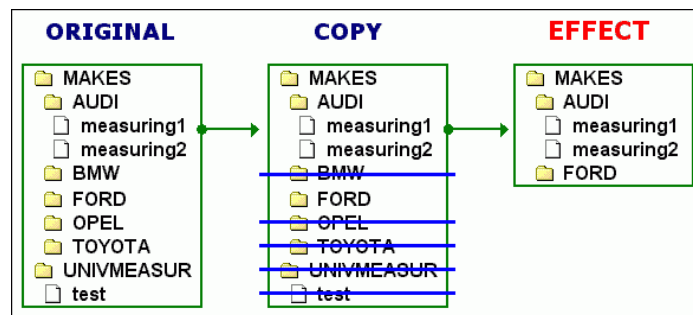 ORIGINAL
MAKES
AUDI
measuring1
measuring2
BMW
FORD
OPEL
TOYOTA
UNIVMEASUR
test
COPY
MAKES
AUDI
measuring1
measuring2
BMW
FORD
OPEL
TOYOTA
UNIVMEASUR
test
EFFECT
MAKES
AUDI
measuring1
measuring2
FORD